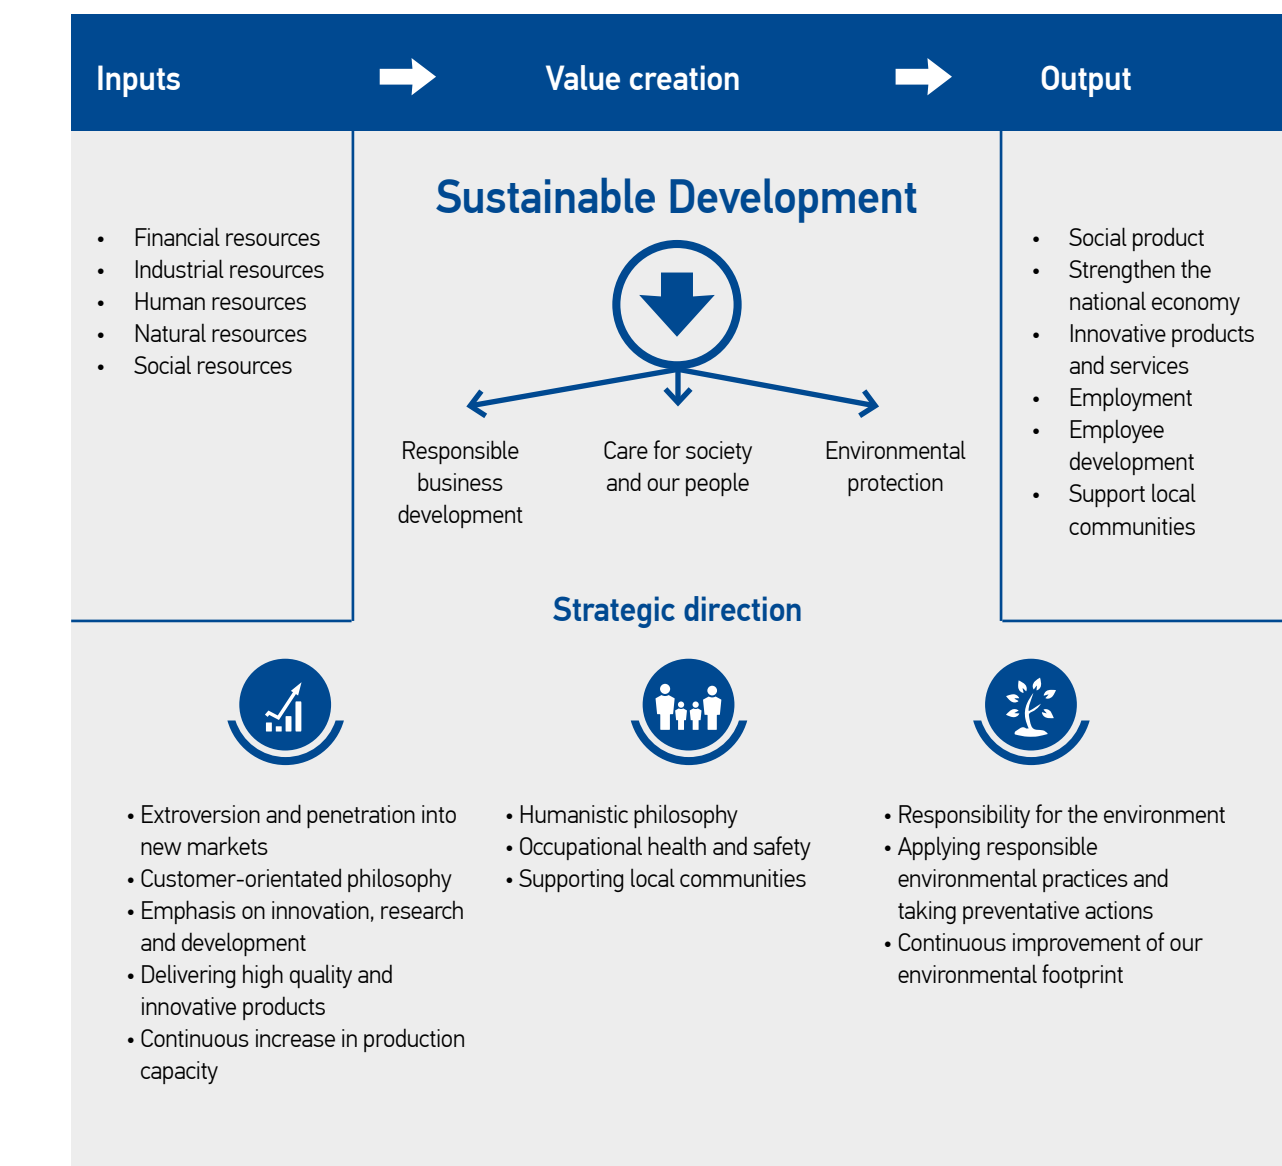 Inputs
Value creation
Output
• Financial resources
• Industrial resources
• Human resources
• Natural resources
• Social resources
Sustainable Development
Responsible
business
development
Care for society
and our people
Environmental
protection
• Social product
• Strengthen the
national economy
• Innovative products
and services
• Employment
• Employee
development
• Support local
communities
Strategic direction
• Extroversion and penetration into
new markets
• Customer-orientated philosophy
• Emphasis on innovation, research
and development
• Delivering high quality and
innovative products
• Continuous increase in production
capacity
• Humanistic philosophy
• Occupational health and safety
• Supporting local communities
• Responsibility for the environment
• Applying responsible
environmental practices and
taking preventative actions
• Continuous improvement of our
environmental footprint